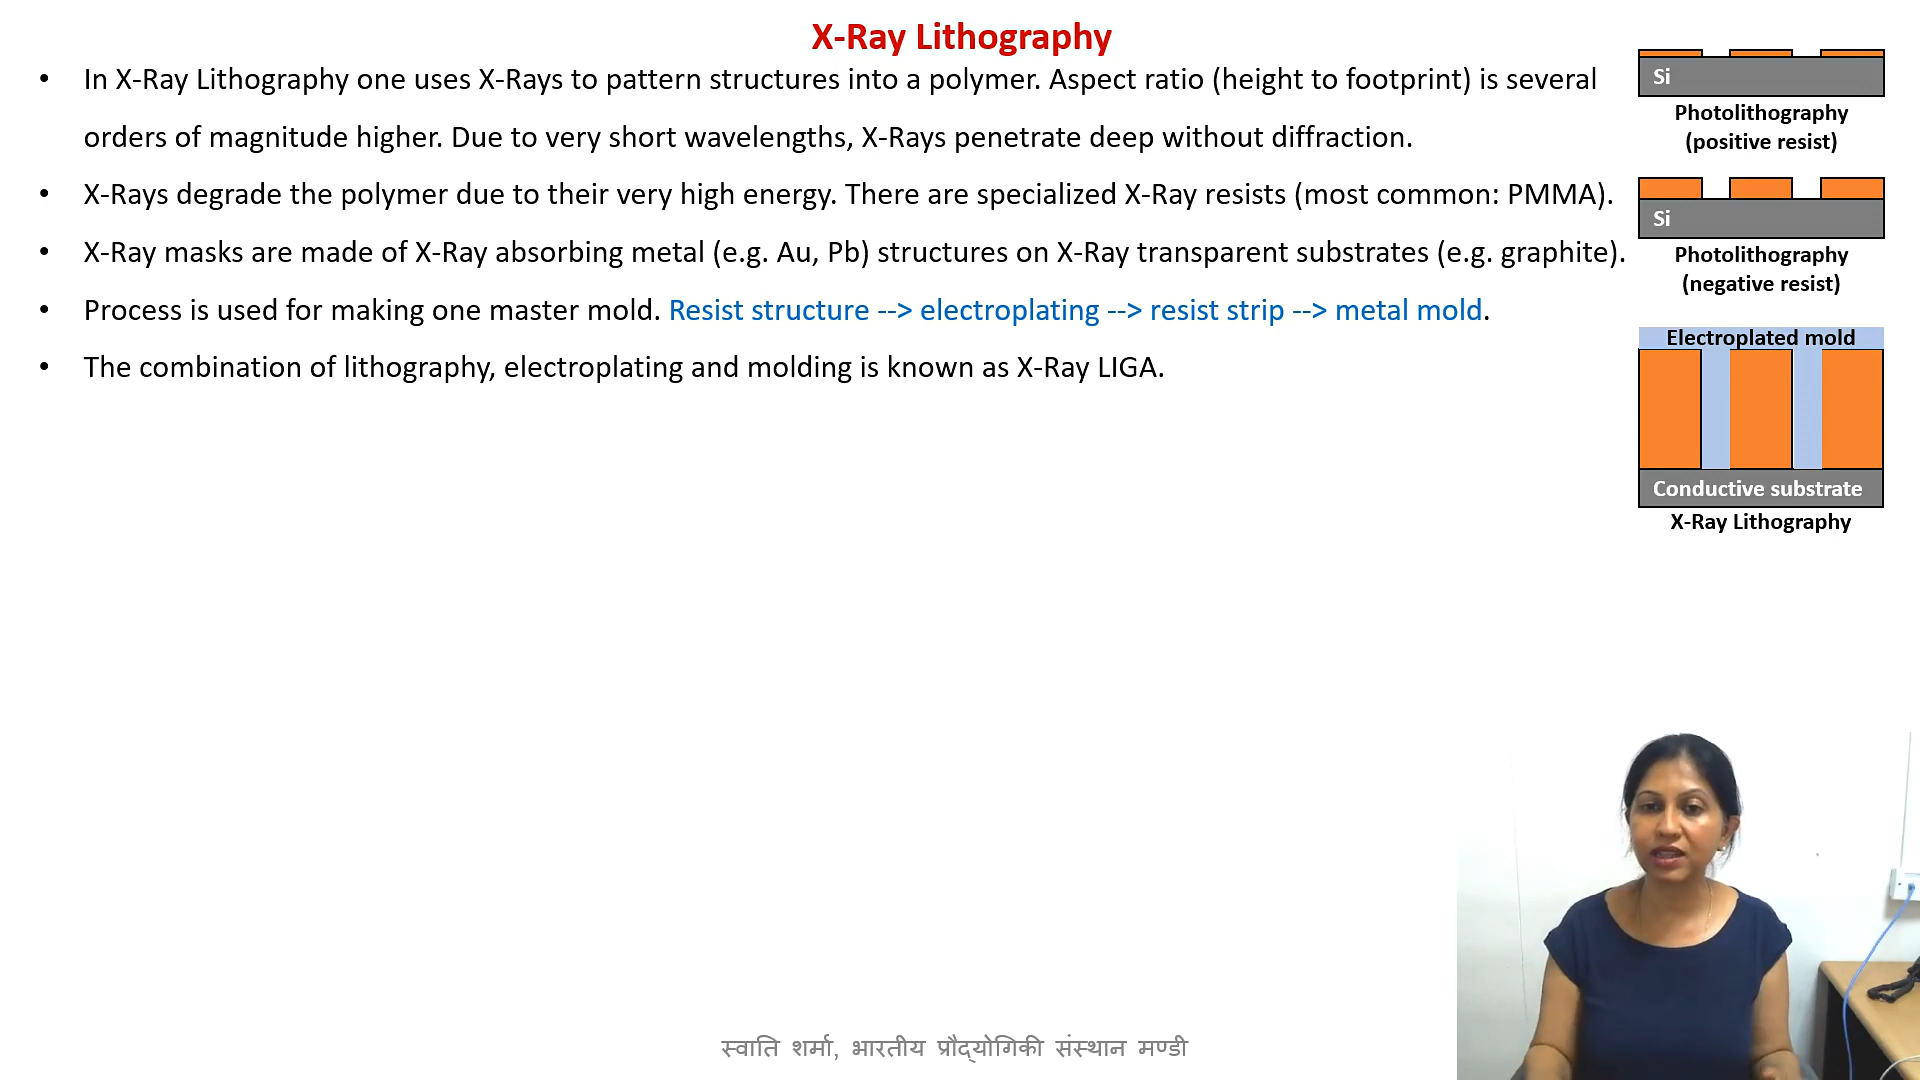 X-Ray Lithography
• In X-Ray Lithography one uses X-Rays to pattern structures into a polymer. Aspect ratio (height to footprint) is several
orders of magnitude higher. Due to very short wavelengths, X-Rays penetrate deep without diffraction.
• X-Rays degrade the polymer due to their very high energy. There are specialized X-Ray resists (most common: PMMA).
• X-Ray masks are made of X-Ray absorbing metal (e.g. Au, Pb) structures on X-Ray transparent substrates (e.g. graphite).
• Process is used for making one master mold. Resist structure --> electroplating --> resist strip --> metal mold.
• The combination of lithography, electroplating and molding is known as X-Ray LIGA.
Si
Photolithography
(positive resist)
Si
Photolithography
(negative resist)
Electroplated mold
Conductive substrate
X-Ray Lithography
स्वाति शर्मा, भारतीय प्रौद्योगिकी संस्थान मण्डी